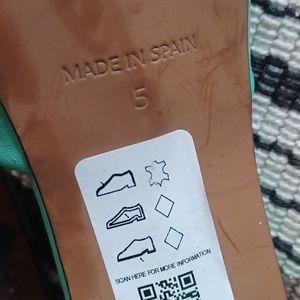 MADE IN SPAIN
5
SCAN HERE FOR MORE INFORMATION